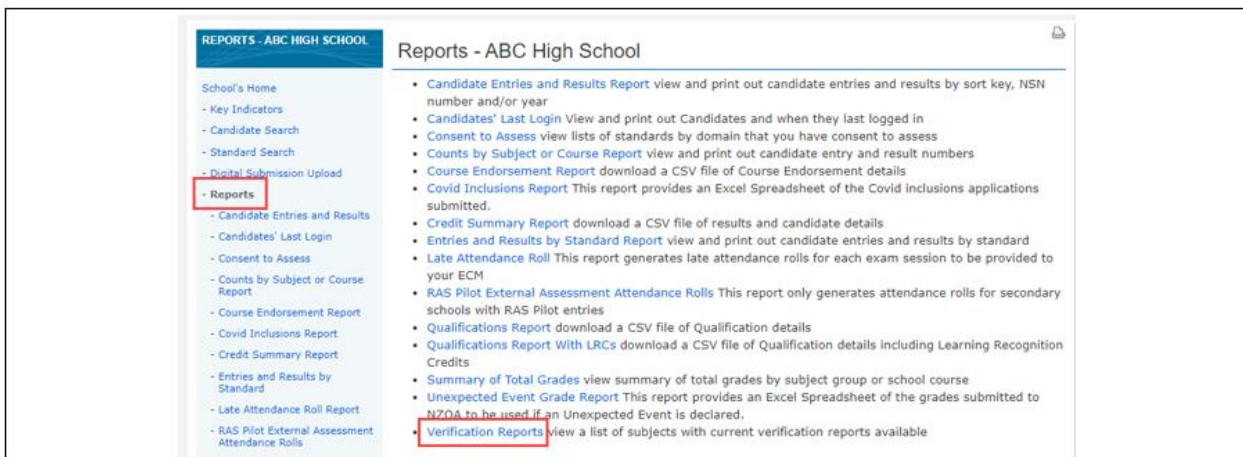 REPORTS - ABC HIGH SCHOOL
School's Home
- Key Indicators
- Candidate Search
- Standard Search
- Digital Submission Upload
- Reports
- Candidate Entries and Results
- Candidates' Last Login
- Consent to Assess
- Counts by Subject or Course
Report
- Course Endorsement Report
- Covid Inclusions Report
- Credit Summary Report
- Entries and Results by
Standard
- Late Attendance Roll Report
- RAS Pilot External Assessment
Attendance Rolls
Reports - ABC High School
• Candidate Entries and Results Report view and print out candidate entries and results by sort key, NSN
number and/or year
• Candidates' Last Login View and print out Candidates and when they last logged in
• Consent to Assess view lists of standards by domain that you have consent to assess
• Counts by Subject or Course Report view and print out candidate entry and result numbers
• Course Endorsement Report download a CSV file of Course Endorsement details
• Covid Inclusions Report This report provides an Excel Spreadsheet of the Covid inclusions applications
submitted.
• Credit Summary Report download a CSV file of results and candidate details
• Entries and Results by Standard Report view and print out candidate entries and results by standard
• Late Attendance Roll This report generates late attendance rolls for each exam session to be provided to
your ECM
• RAS Pilot External Assessment Attendance Rolls This report only generates attendance rolls for secondary
schools with RAS Pilot entries
• Qualifications Report download a CSV file of Qualification details
• Qualifications Report With LRCs download a CSV file of Qualification details including Learning Recognition
Credits
• Summary of Total Grades view summary of total grades by subject group or school course
• Unexpected Event Grade Report This report provides an Excel Spreadsheet of the grades submitted to
NZQA to be used if an Unexpected Event is declared.
• Verification Reports view a list of subjects with current verification reports available